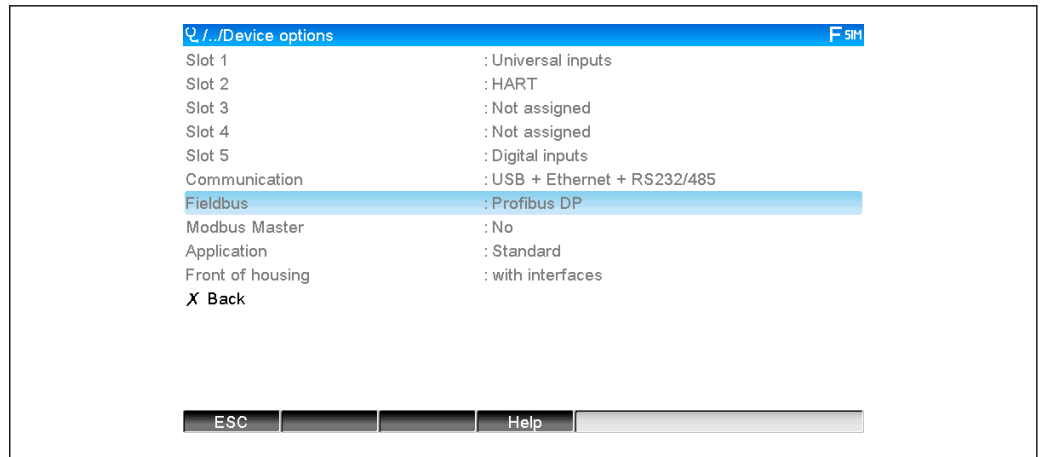 /../Device options F SIM
Slot 1 : Universal inputs
Slot 2 : HART
Slot 3 : Not assigned
Slot 4 : Not assigned
Slot 5 : Digital inputs
Communication : USB + Ethernet + RS232/485
Fieldbus : Profibus DP
Modbus Master : No
Application : Standard
Front of housing : with interfaces
X Back
ESC Help